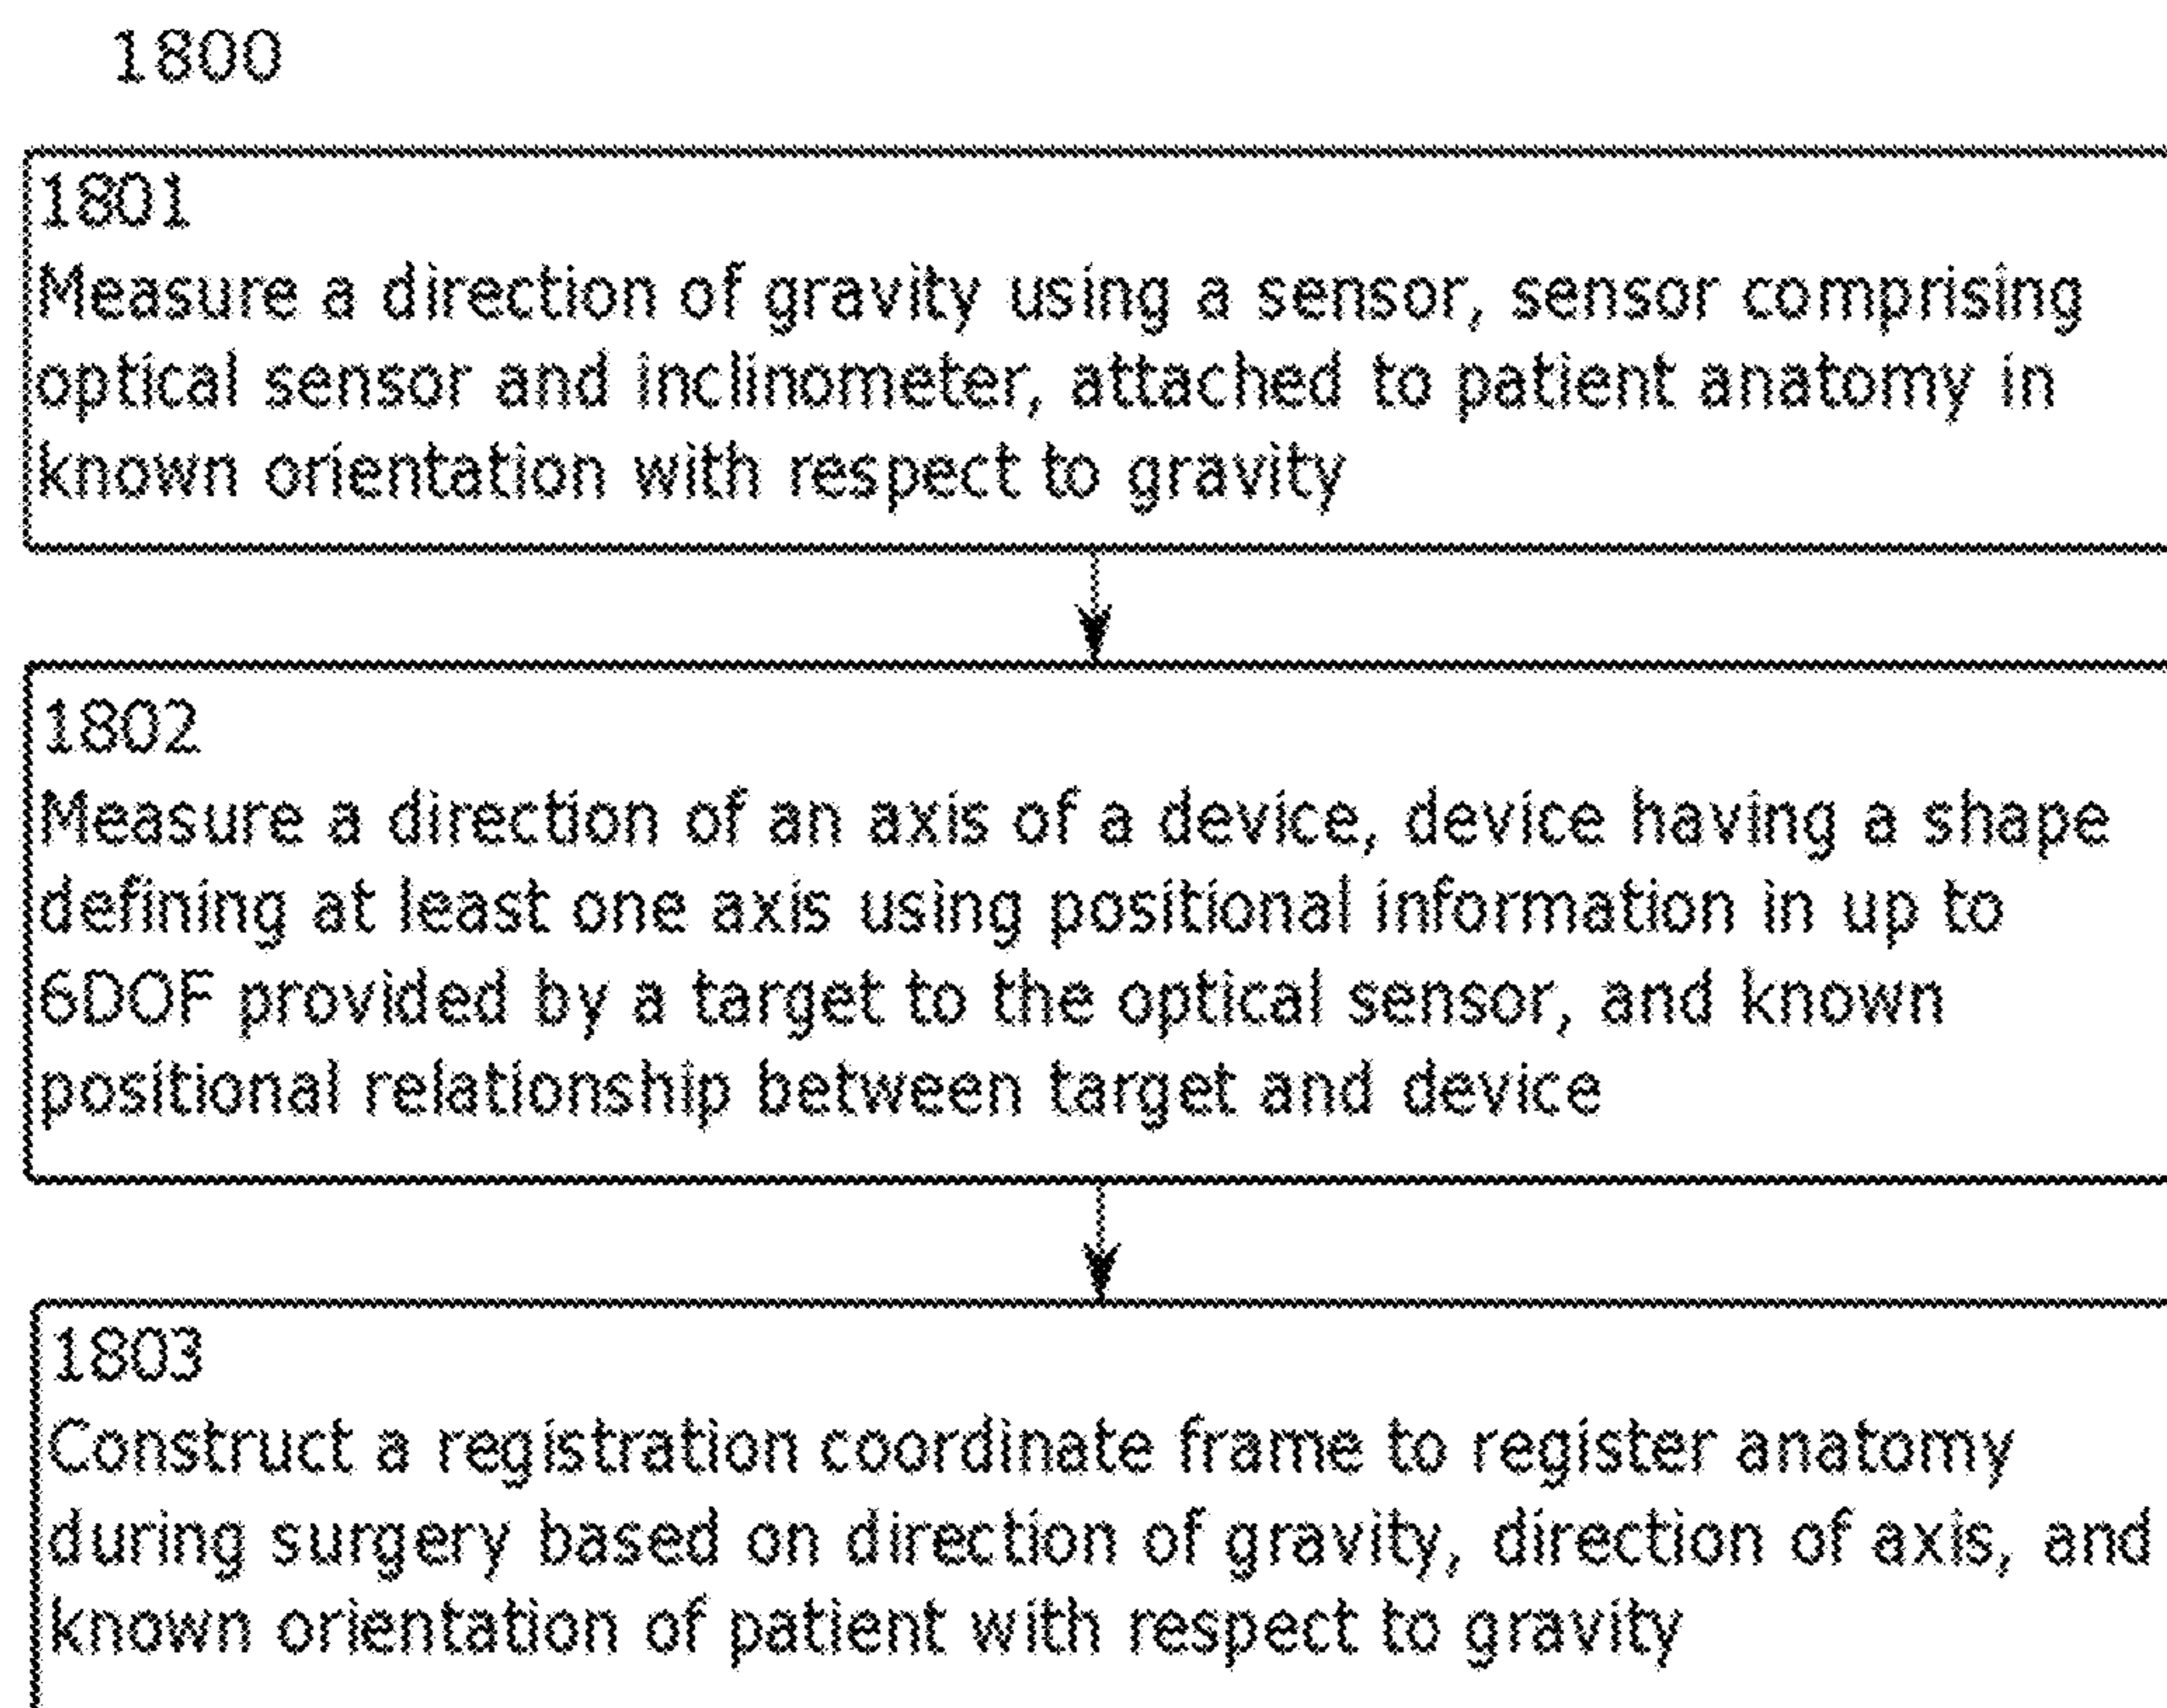 1800
1801
Measure a direction of gravity using a sensor, sensor comprising
optical sensor and inclinometer, attached to patient anatomy in
known orientation with respect to gravity
1802
Measure a direction of an axis of a device, device having a shape
defining at least one axis using positional information in up to
6DOF provided by a target to the optical sensor, and known
positional relationship between target and device
1803
Construct a registration coordinate frame to register anatomy
during surgery based on direction of gravity, direction of axis, and
known orientation of patient with respect to gravity